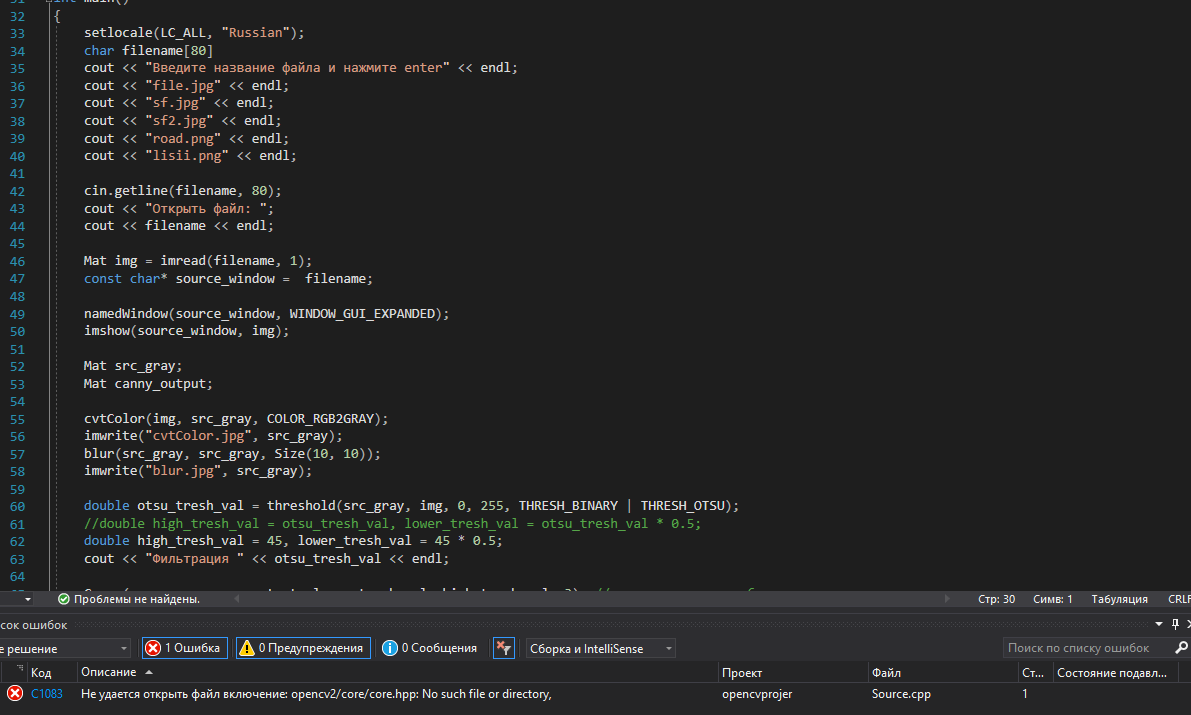 int main()
32 {
33 setlocale(LC_ALL, "Russian");
34 char filename[80]
35 cout << "Введите название файла и нажмите enter" << endl;
36 cout << "file.jpg" << endl;
37 cout << "sf.jpg" << endl;
38 cout << "sf2.jpg" << endl;
39 cout << "road.png" << endl;
40 cout << "lisii.png" << endl;
41
42 cin.getline(filename, 80);
43 cout << "Открыть файл: ";
44 cout << filename << endl;
45
46 Mat img = imread(filename, 1);
47 const char* source_window =  filename;
48
49 namedWindow(source_window, WINDOW_GUI_EXPANDED);
50 imshow(source_window, img);
51
52 Mat src_gray;
53 Mat canny_output;
54
55 cvtColor(img, src_gray, COLOR_RGB2GRAY);
56 imwrite("cvtColor.jpg", src_gray);
57 blur(src_gray, src_gray, Size(10, 10));
58 imwrite("blur.jpg", src_gray);
59
60 double otsu_tresh_val = threshold(src_gray, img, 0, 255, THRESH_BINARY | THRESH_OTSU);
61 //double high_tresh_val = otsu_tresh_val, lower_tresh_val = otsu_tresh_val * 0.5;
62 double high_tresh_val = 45, lower_tresh_val = 45 * 0.5;
63 cout << "Фильтрация " << otsu_tresh_val << endl;
64
Проблемы не найдены. Стр: 30 Симв: 1 Табуляция CRLF
сок ошибок
е решение 1 Ошибка 0 Предупреждения 0 Сообщения Сборка и IntelliSense Поиск по списку ошибок
Код Описание Проект Файл Ст... Состояние подавл...
C1083 Не удается открыть файл включение: opencv2/core/core.hpp: No such file or directory, opencvprojer Source.cpp 1